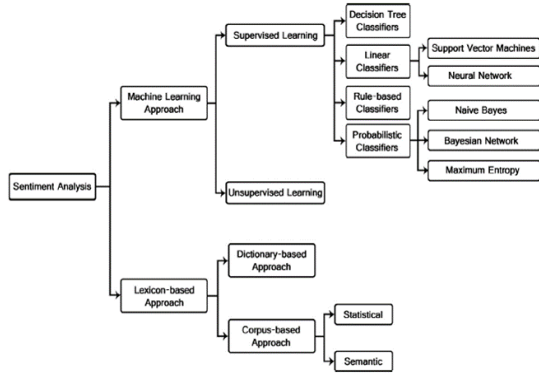 Decision Tree
Classifiers
Supervised Learning
Linear
Classifiers
Support Vector Machines
Neural Network
Machine Learning
Approach
Rule-based
Classifiers
Probabilistic
Classifiers
Naive Bayes
Bayesian Network
Maximum Entropy
Sentiment Analysis
Unsupervised Learning
Dictionary-based
Approach
Lexicon-based
Approach
Corpus-based
Approach
Statistical
Semantic